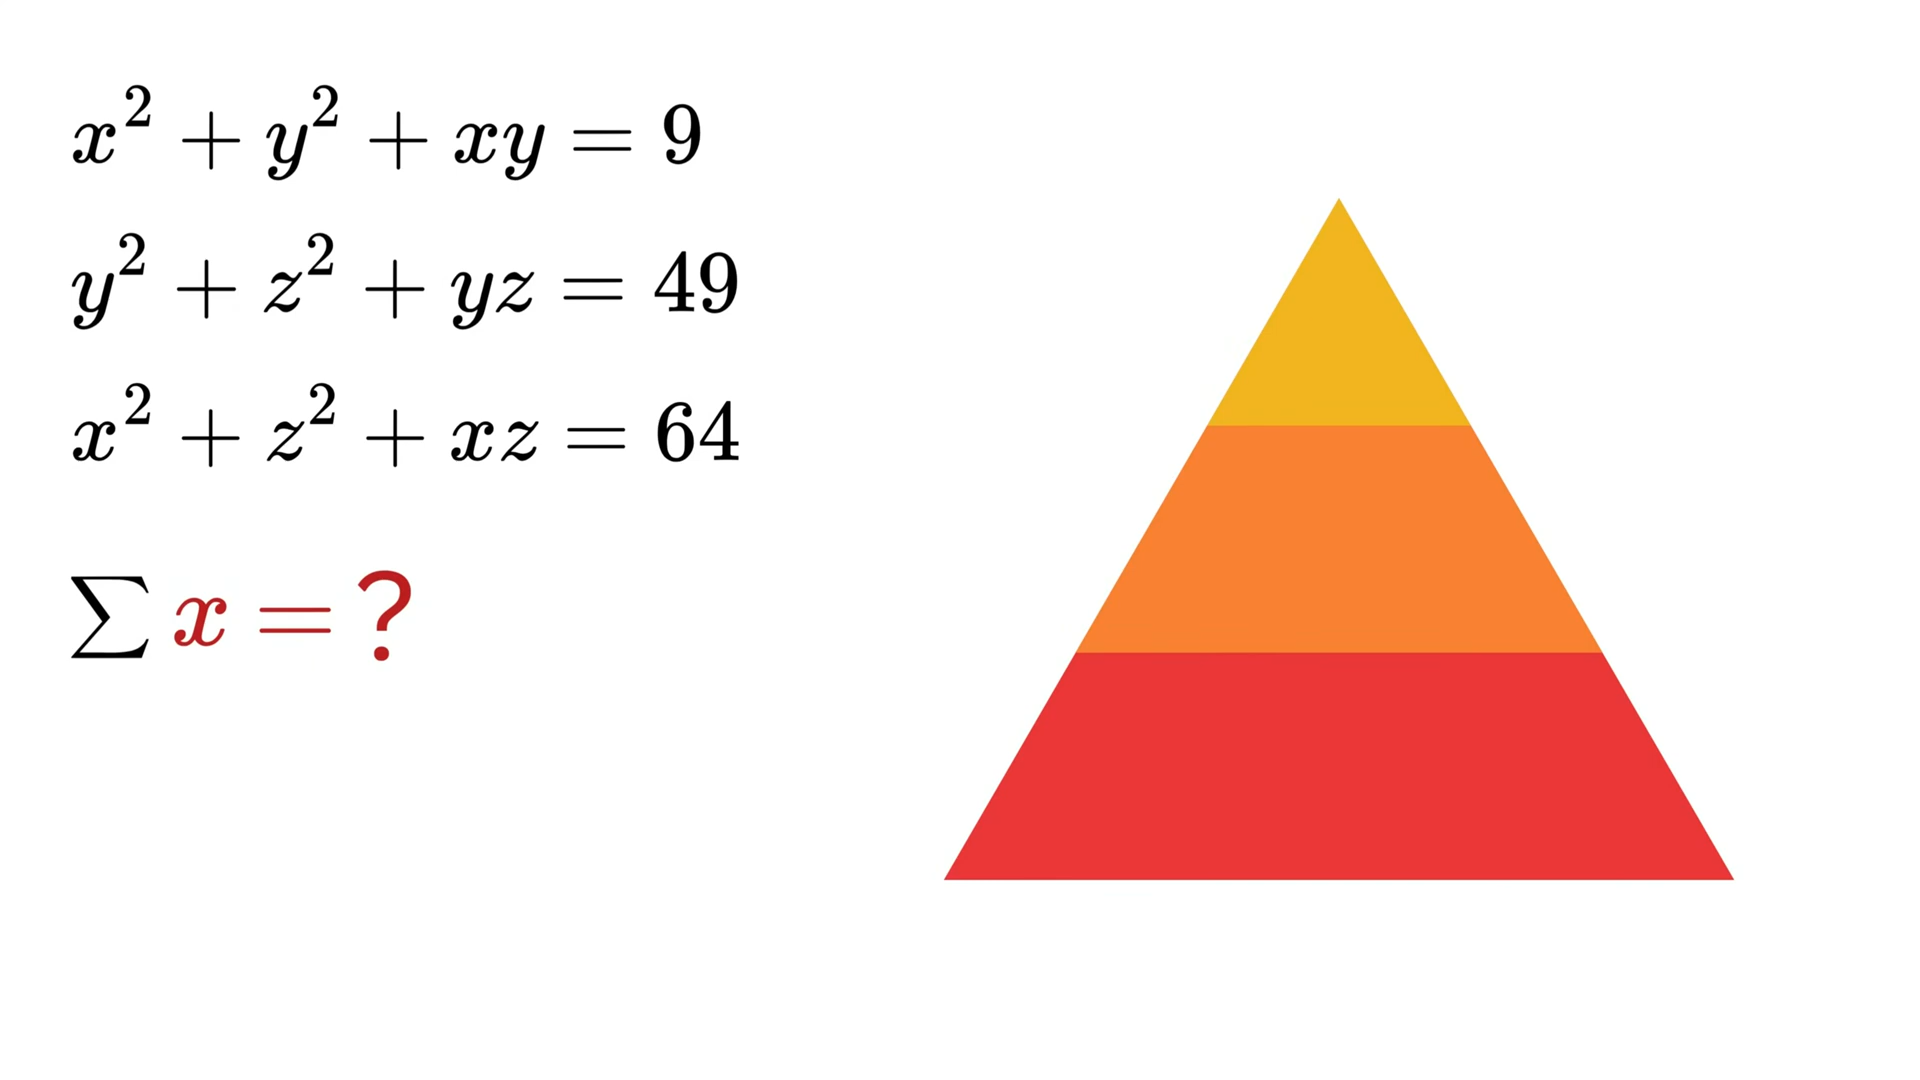 x² + y² + xy = 9
y² + z² + yz = 49
x² + z² + xz = 64
∑ x = ?